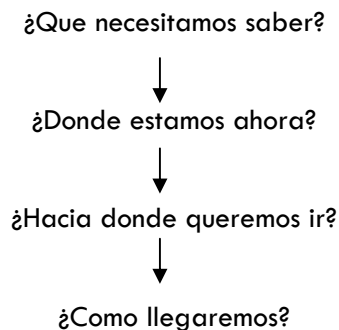 ¿Que necesitamos saber?
¿Donde estamos ahora?
¿Hacia donde queremos ir?
¿Como llegaremos?